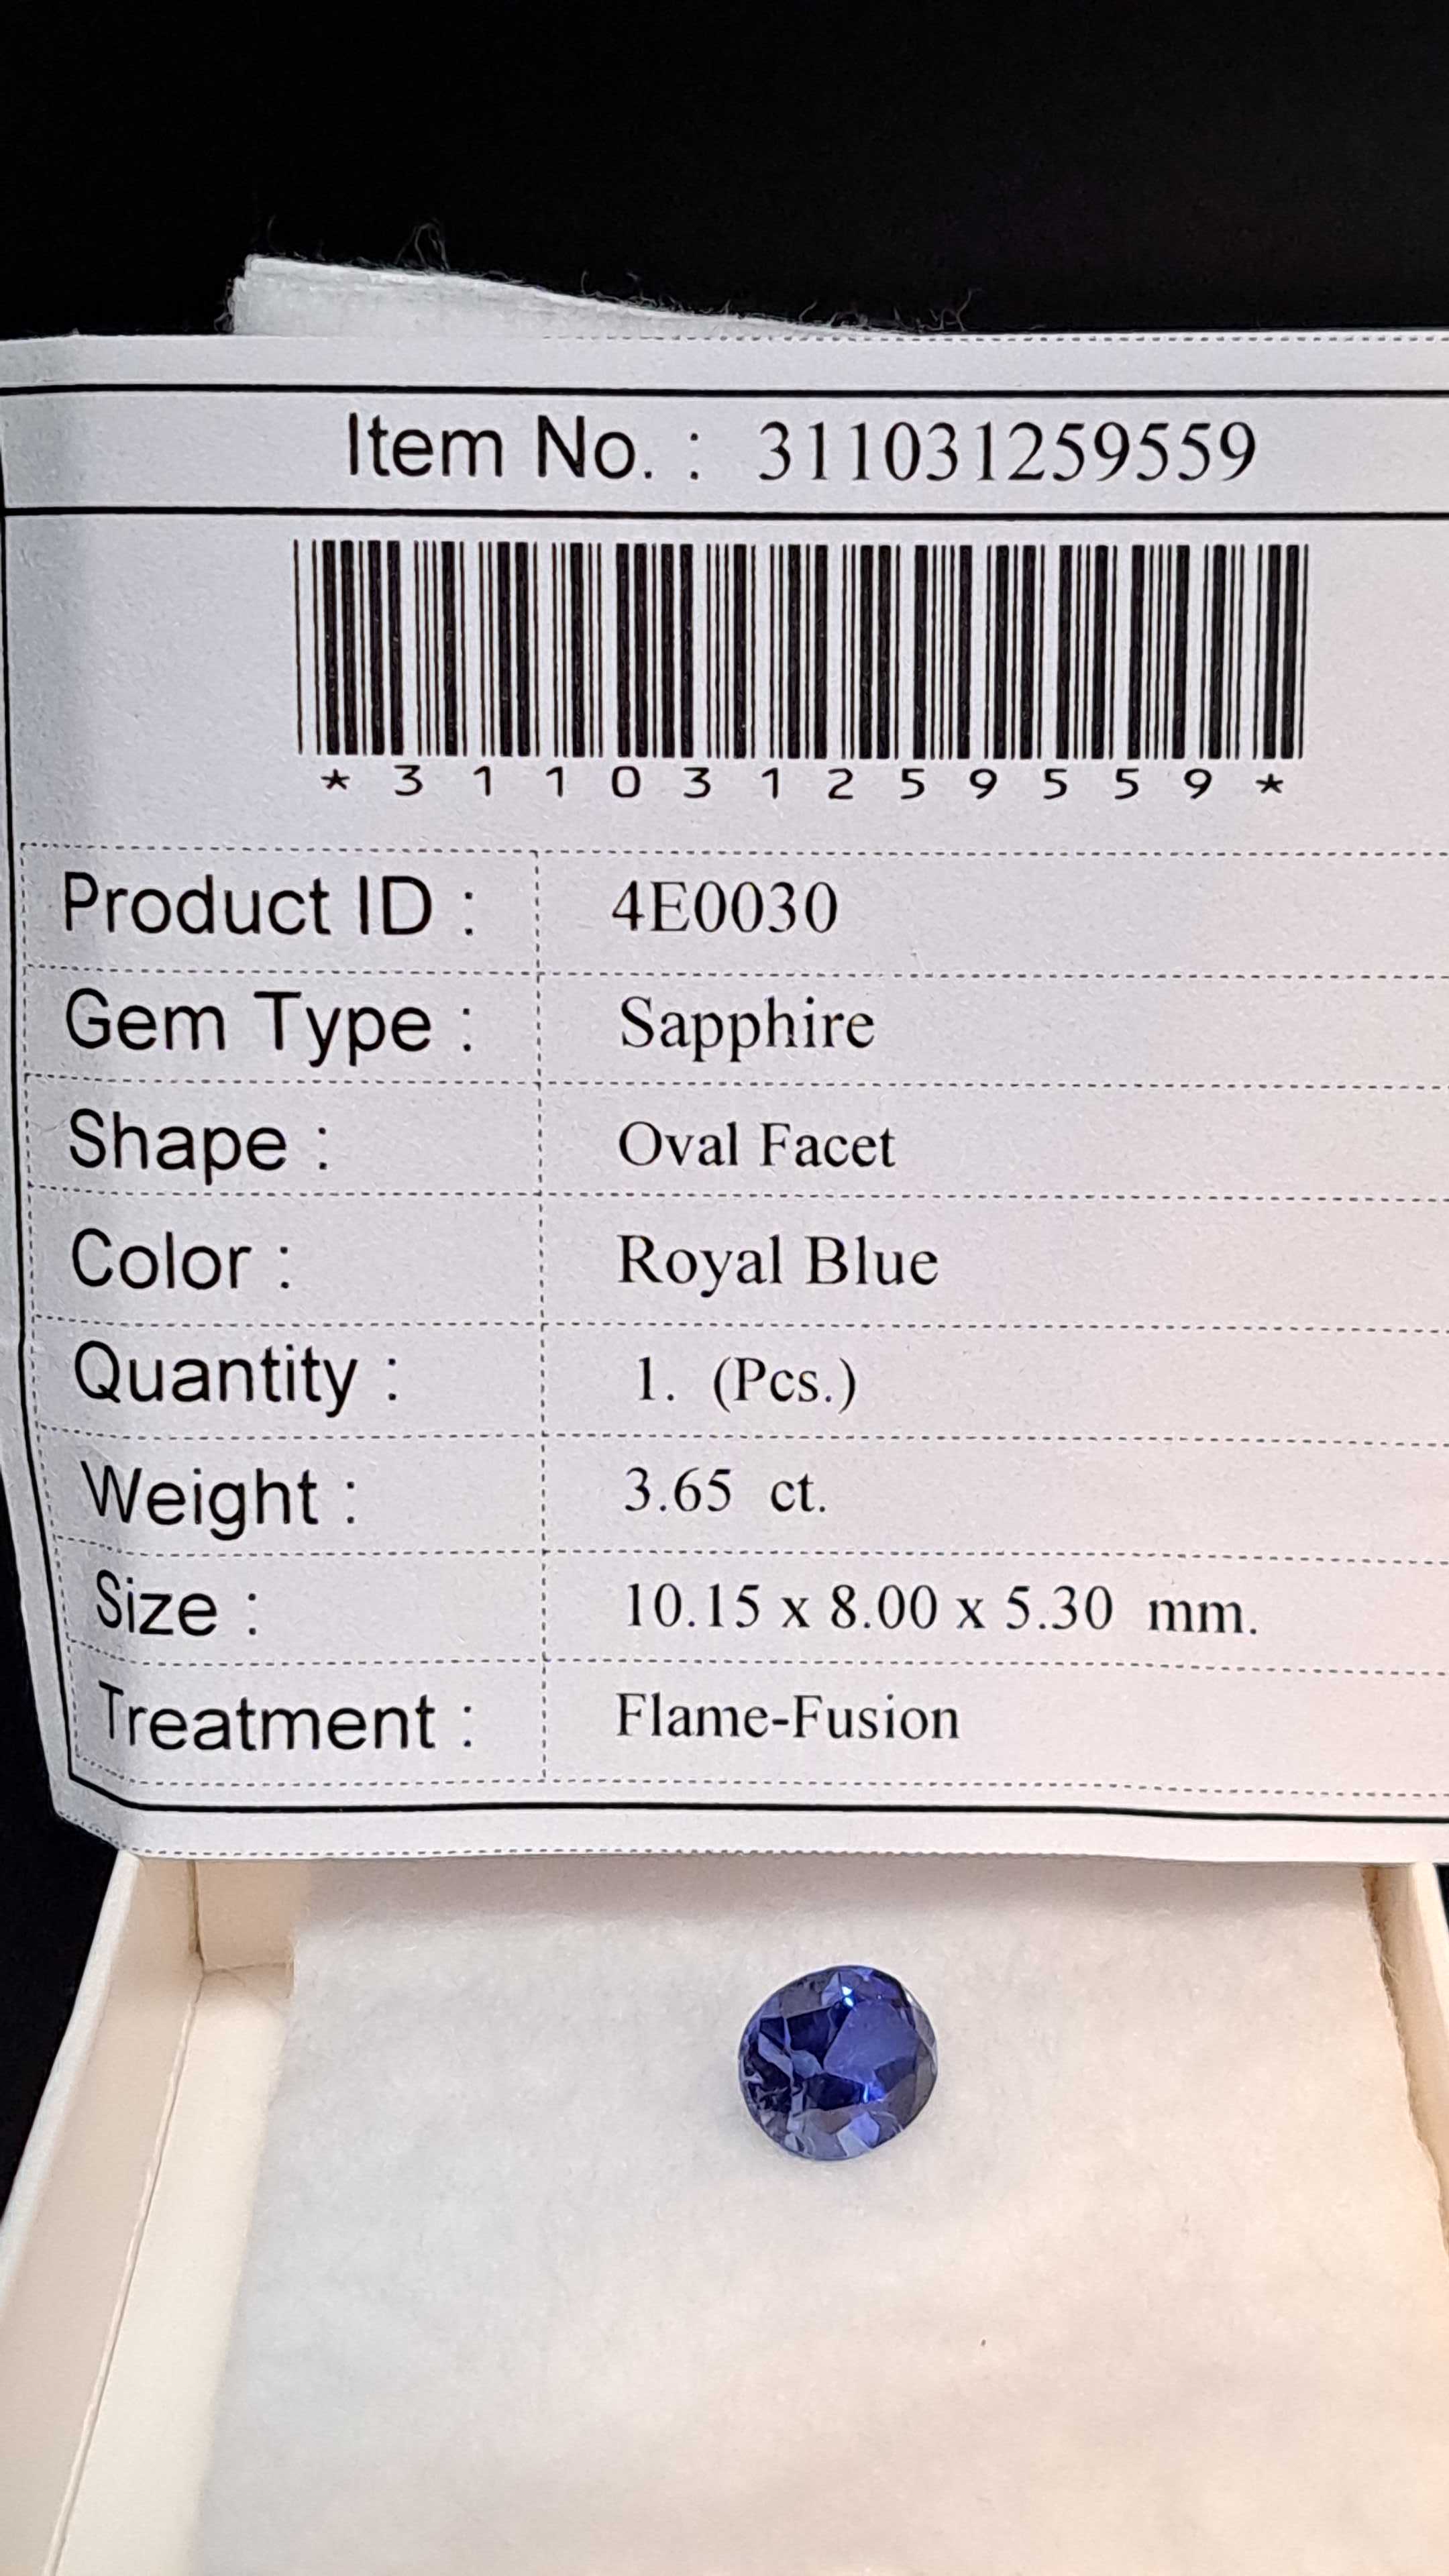 Item No. : 311031259559
*311031259559*
Product ID : 4E0030
Gem Type : Sapphire
Shape : Oval Facet
Color : Royal Blue
Quantity : 1. (Pcs.)
Weight : 3.65 ct.
Size : 10.15 x 8.00 x 5.30 mm.
Treatment : Flame-Fusion